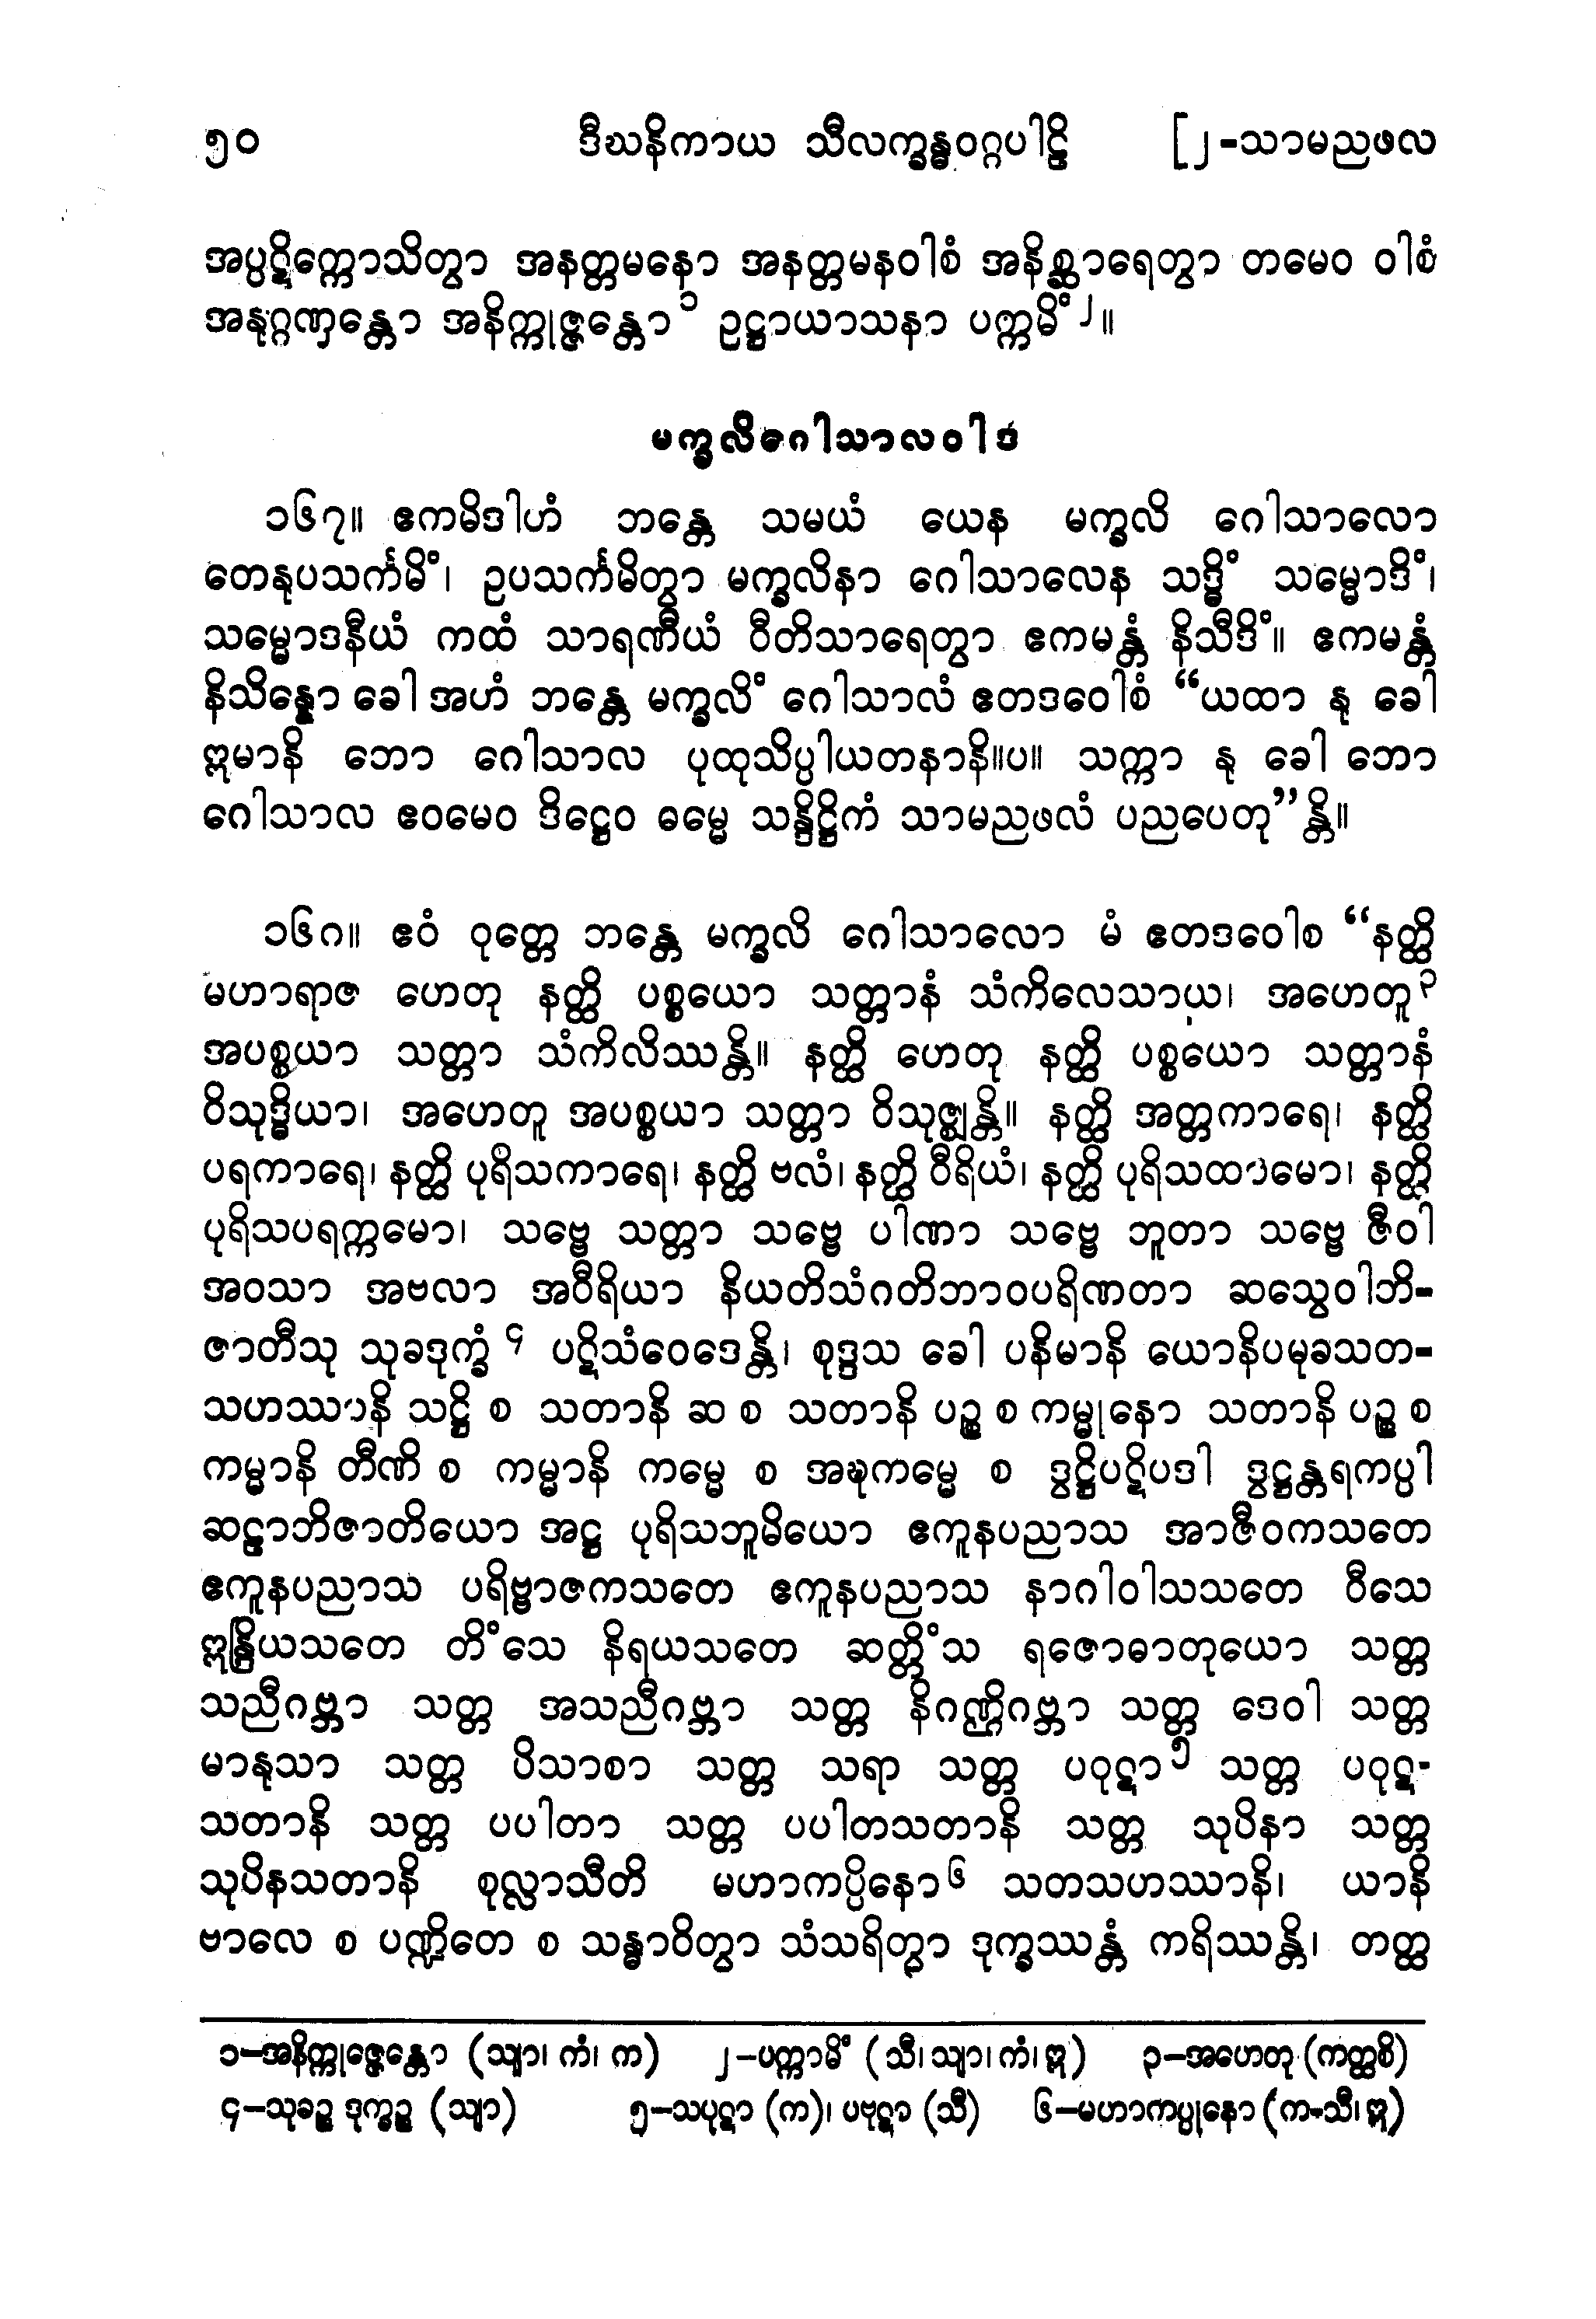 ၅၀ ဒီဃနိကာယ သီလက္ခန္ဓဝဂ္ဂပါဠိ [၂-သာမညဖလ
အပ္ပဋိက္ကောသိတွာ အနတ္တမနော အနတ္တမနဝါစံ အနိစ္ဆာရေတွာ တမေဝ ဝါစံ
အနုဂ္ဂဏှန္တော အနိက္ကုဇ္ဇန္တော၁ ဥဋ္ဌာယာသနာ ပက္ကမိံ၂။
မက္ခလိဂေါသာလဝါဒ
၁၆၇။ ဧကမိဒါဟံ ဘန္တေ သမယံ ယေန မက္ခလိ ဂေါသာလော
တေနုပသင်္ကမိံ၊ ဥပသင်္ကမိတွာ မက္ခလိနာ ဂေါသာလေန သဒ္ဓိံ သမ္မောဒိံ၊
သမ္မောဒနီယံ ကထံ သာရဏီယံ ဝီတိသာရေတွာ ဧကမန္တံ နိသီဒိံ။ ဧကမန္တံ
နိသိန္နော ခေါ အဟံ ဘန္တေ မက္ခလိံ ဂေါသာလံ ဧတဒဝေါစံ “ယထာ နု ခေါ
ဣမာနိ ဘော ဂေါသာလ ပုထုသိပ္ပါယတနာနိ။ပ။ သက္ကာ နု ခေါ ဘော
ဂေါသာလ ဧဝမေဝ ဒိဋ္ဌေဝ ဓမ္မေ သန္ဒိဋ္ဌိကံ သာမညဖလံ ပညပေတု”န္တိ။
၁၆၈။ ဧဝံ ဝုတ္တေ ဘန္တေ မက္ခလိ ဂေါသာလော မံ ဧတဒဝေါစ “နတ္ထိ
မဟာရာဇ ဟေတု နတ္ထိ ပစ္စယော သတ္တာနံ သံကိလေသာယ၊ အဟေတူ၃
အပစ္စယာ သတ္တာ သံကိလိဿန္တိ။ နတ္ထိ ဟေတု နတ္ထိ ပစ္စယော သတ္တာနံ
ဝိသုဒ္ဓိယာ၊ အဟေတူ အပစ္စယာ သတ္တာ ဝိသုဇ္ဈန္တိ။ နတ္ထိ အတ္တကာရေ၊ နတ္ထိ
ပရကာရေ၊ နတ္ထိ ပုရိသကာရေ၊ နတ္ထိ ဗလံ၊ နတ္ထိ ဝီရိယံ၊ နတ္ထိ ပုရိသထာမော၊ နတ္ထိ
ပုရိသပရက္ကမော၊ သဗ္ဗေ သတ္တာ သဗ္ဗေ ပါဏာ သဗ္ဗေ ဘူတာ သဗ္ဗေ ဇီဝါ
အဝသာ အဗလာ အဝီရိယာ နိယတိသံဂတိဘာဝပရိဏတာ ဆသွေဝါဘိ-
ဇာတီသု သုခဒုက္ခံ၄ ပဋိသံဝေဒေန္တိ၊ စုဒ္ဒသ ခေါ ပနိမာနိ ယောနိပမုခသတ-
သဟဿာနိ သဋ္ဌိ စ သတာနိ ဆ စ သတာနိ ပဉ္စ စ ကမ္မုနော သတာနိ ပဉ္စ စ
ကမ္မာနိ တီဏိ စ ကမ္မာနိ ကမ္မေ စ အဍ္ဎကမ္မေ စ ဒွဋ္ဌိပဋိပဒါ ဒွဋ္ဌန္တရကပ္ပါ
ဆဠာဘိဇာတိယော အဋ္ဌ ပုရိသဘူမိယော ဧကူနပညာသ အာဇီဝကသတေ
ဧကူနပညာသ ပရိဗ္ဗာဇကသတေ ဧကူနပညာသ နာဂါဝါသသတေ ဝီသေ
ဣန္ဒြိယသတေ တိံသေ နိရယသတေ ဆတ္တိံသ ရဇောဓာတုယော သတ္တ
သညီဂဗ္ဘာ သတ္တ အသညီဂဗ္ဘာ သတ္တ နိဂဏ္ဌိဂဗ္ဘာ သတ္တ ဒေဝါ သတ္တ
မာနုသာ သတ္တ ပိသာစာ သတ္တ သရာ သတ္တ ပဝုဋာ၅ သတ္တ ပဝုဋ-
သတာနိ သတ္တ ပပါတာ သတ္တ ပပါတသတာနိ သတ္တ သုပိနာ သတ္တ
သုပိနသတာနိ စုလ္လာသီတိ မဟာကပ္ပိနော၆ သတသဟဿာနိ၊ ယာနိ
ဗာလေ စ ပဏ္ဍိတေ စ သန္ဓာဝိတွာ သံသရိတွာ ဒုက္ခဿန္တံ ကရိဿန္တိ၊ တတ္ထ
၁-အနိက္ကုဇ္ဇေန္တော (သျာ၊ ကံ၊ က) ၂-ပက္ကာမိံ (သီ၊ သျာ၊ ကံ၊ ဣ) ၃-အဟေတု (ကတ္ထစိ)
၄-သုခဉ္စ ဒုက္ခဉ္စ (သျာ) ၅-သပုဋာ (က)၊ ပဗုဋာ (သီ) ၆-မဟာကပ္ပုနော (က-သီ၊ ဣ)